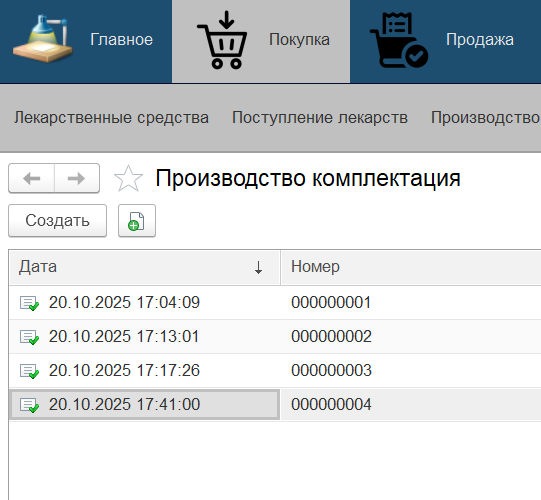 Главное Покупка Продажа
Лекарственные средства Поступление лекарств Производство
Производство комплектация
Создать
Дата ↓ Номер
20.10.2025 17:04:09 000000001
20.10.2025 17:13:01 000000002
20.10.2025 17:17:26 000000003
20.10.2025 17:41:00 000000004